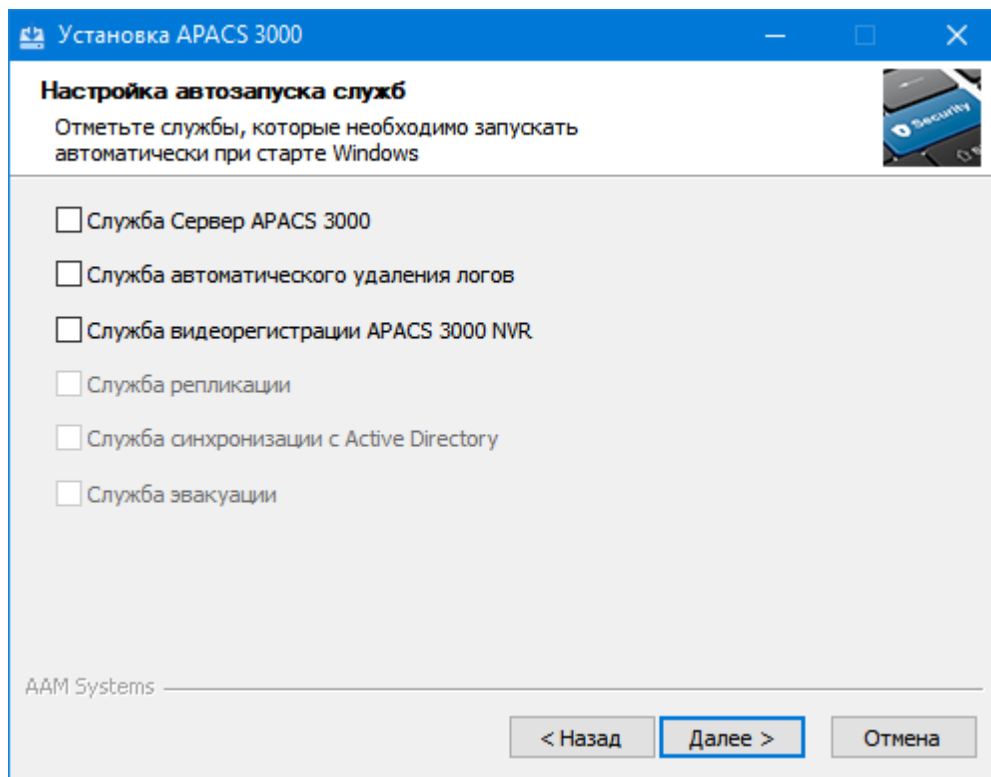 Установка APACS 3000
Настройка автозапуска служб
Отметьте службы, которые необходимо запускать
автоматически при старте Windows
Security
Служба Сервер APACS 3000
Служба автоматического удаления логов
Служба видеорегистрации APACS 3000 NVR
Служба репликации
Служба синхронизации с Active Directory
Служба эвакуации
AAM Systems
< Назад
Далее >
Отмена